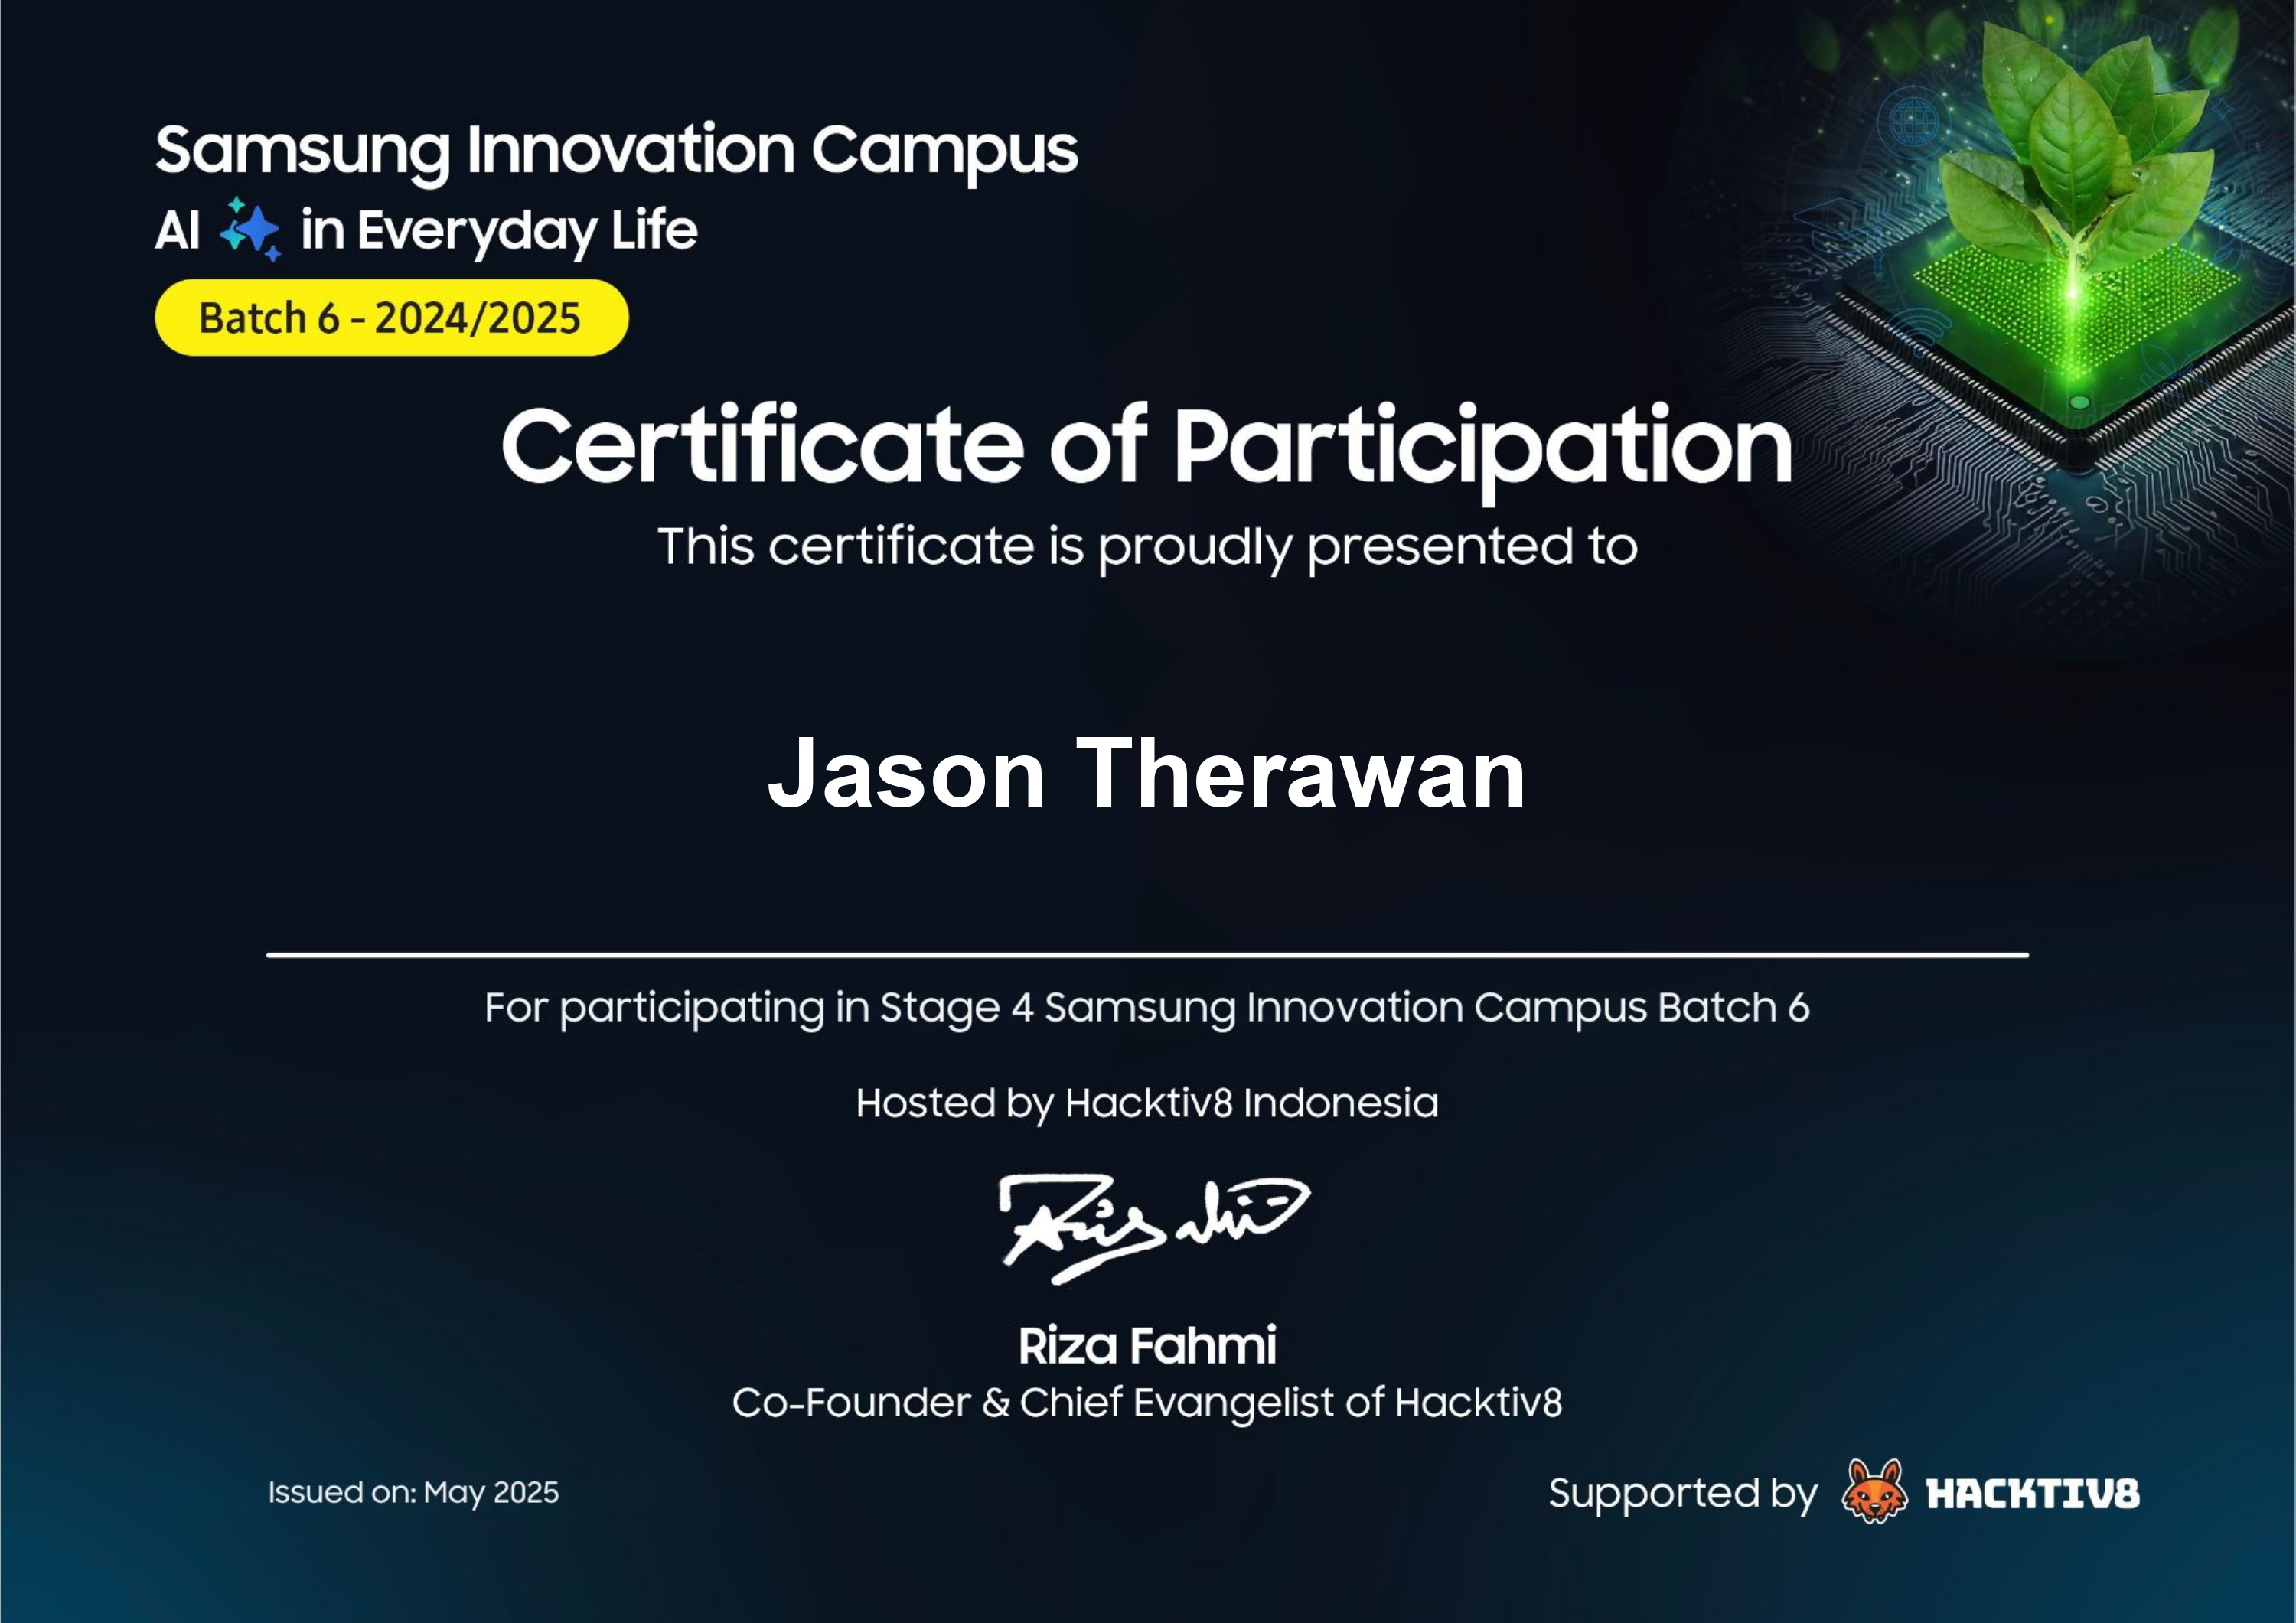 Samsung Innovation Campus
AI in Everyday Life
Batch 6 - 2024/2025
Certificate of Participation
This certificate is proudly presented to
Jason Therawan
For participating in Stage 4 Samsung Innovation Campus Batch 6
Hosted by Hacktiv8 Indonesia
Riza Fahmi
Co-Founder & Chief Evangelist of Hacktiv8
Issued on: May 2025
Supported by HACKTIV8